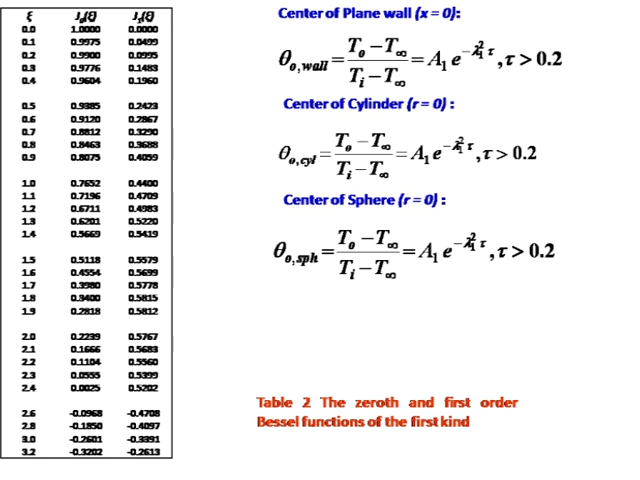 ξ J₀(ξ) J₁(ξ)
0.0 1.0000 0.0000
0.1 0.9975 0.0499
0.2 0.9900 0.0995
0.3 0.9776 0.1483
0.4 0.9604 0.1960
0.5 0.9385 0.2423
0.6 0.9120 0.2867
0.7 0.8812 0.3290
0.8 0.8463 0.3688
0.9 0.8075 0.4059
1.0 0.7652 0.4400
1.1 0.7196 0.4709
1.2 0.6711 0.4983
1.3 0.6201 0.5220
1.4 0.5669 0.5419
1.5 0.5118 0.5579
1.6 0.4554 0.5699
1.7 0.3980 0.5778
1.8 0.3400 0.5815
1.9 0.2818 0.5812
2.0 0.2239 0.5767
2.1 0.1666 0.5683
2.2 0.1104 0.5560
2.3 0.0555 0.5399
2.4 0.0025 0.5202
2.6 -0.0968 -0.4708
2.8 -0.1850 -0.4097
3.0 -0.2601 -0.3391
3.2 -0.3202 -0.2613
Center of Plane wall (x = 0):
θo,wall = (To − T∞)/(Ti − T∞) = A₁ e^(−λ₁² τ) , τ > 0.2
Center of Cylinder (r = 0) :
θo,cyl = (To − T∞)/(Ti − T∞) = A₁ e^(−λ₁² τ) , τ > 0.2
Center of Sphere (r = 0) :
θo,sph = (To − T∞)/(Ti − T∞) = A₁ e^(−λ₁² τ) , τ > 0.2
Table 2 The zeroth and first order
Bessel functions of the first kind